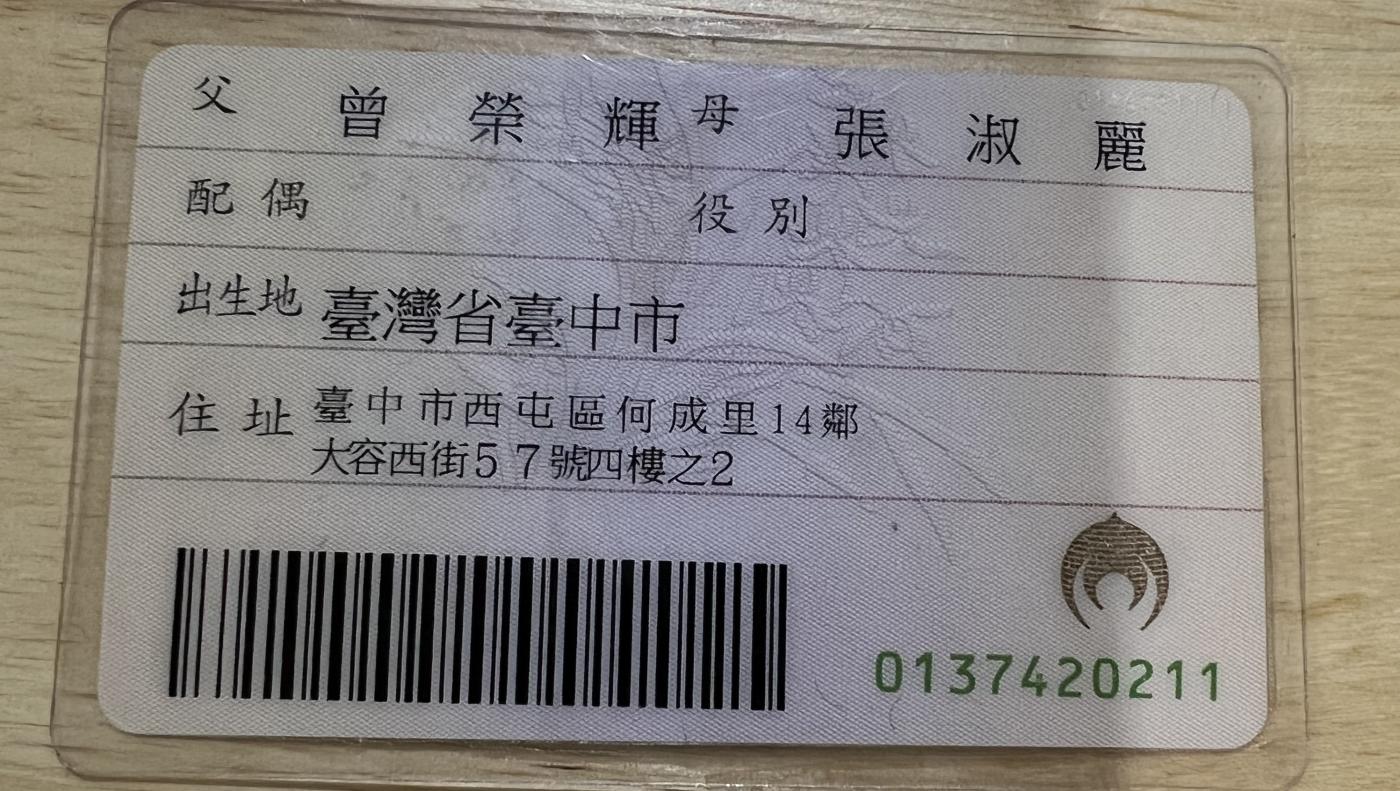 父 曾榮輝 母 張淑麗
配偶 役別
出生地 臺灣省臺中市
住址 臺中市西屯區何成里14鄰
大容西街57號四樓之2
0137420211